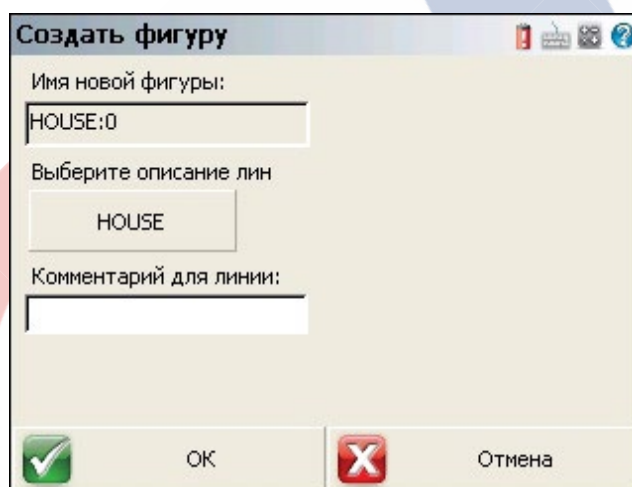 Создать фигуру
Имя новой фигуры:
HOUSE:0
Выберите описание лин
HOUSE
Комментарий для линии:
OK
Отмена